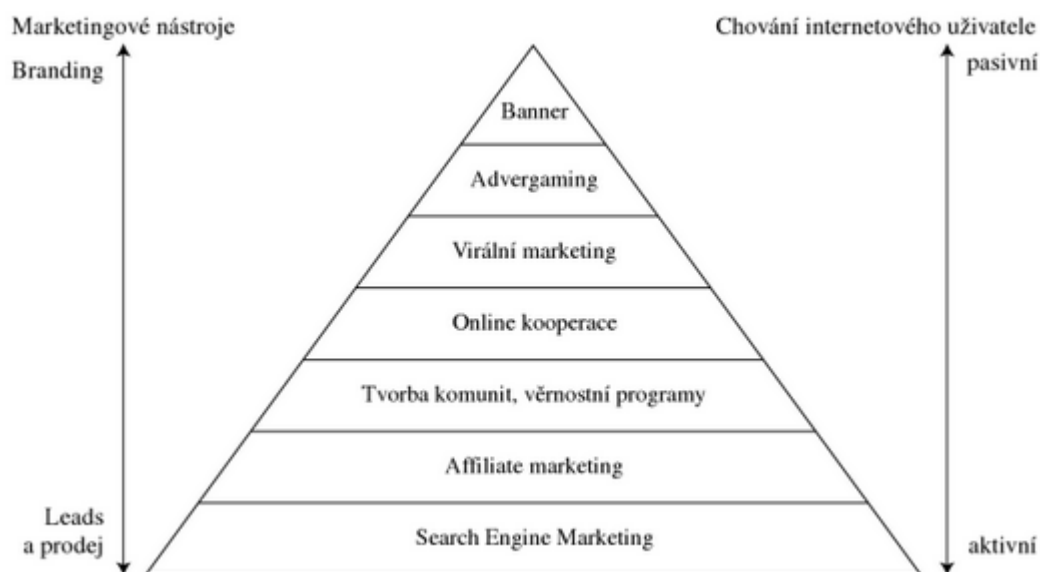 Marketingové nástroje
Chování internetového uživatele
Branding
pasivní
Banner
Advergaming
Virální marketing
Online kooperace
Tvorba komunit, věrnostní programy
Affiliate marketing
Leads
a prodej
Search Engine Marketing
aktivní